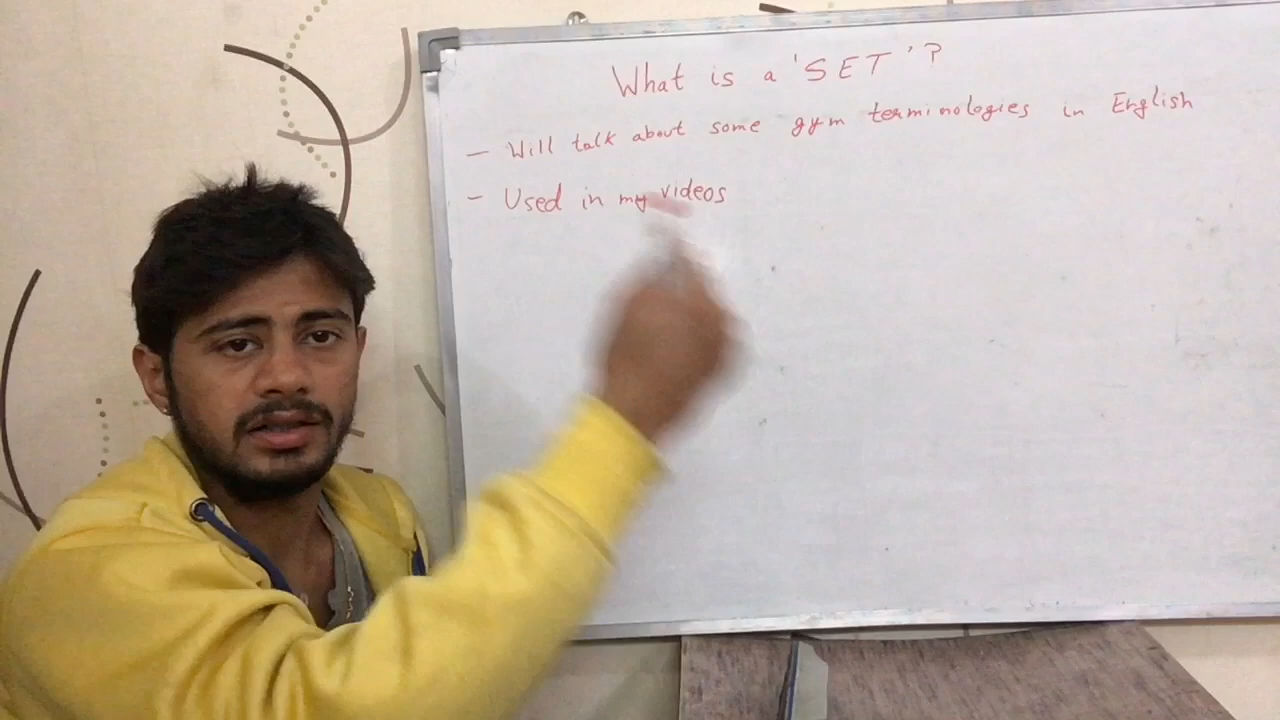 What is a 'SET'?
- Will talk about some gym terminologies in English
- Used in my videos